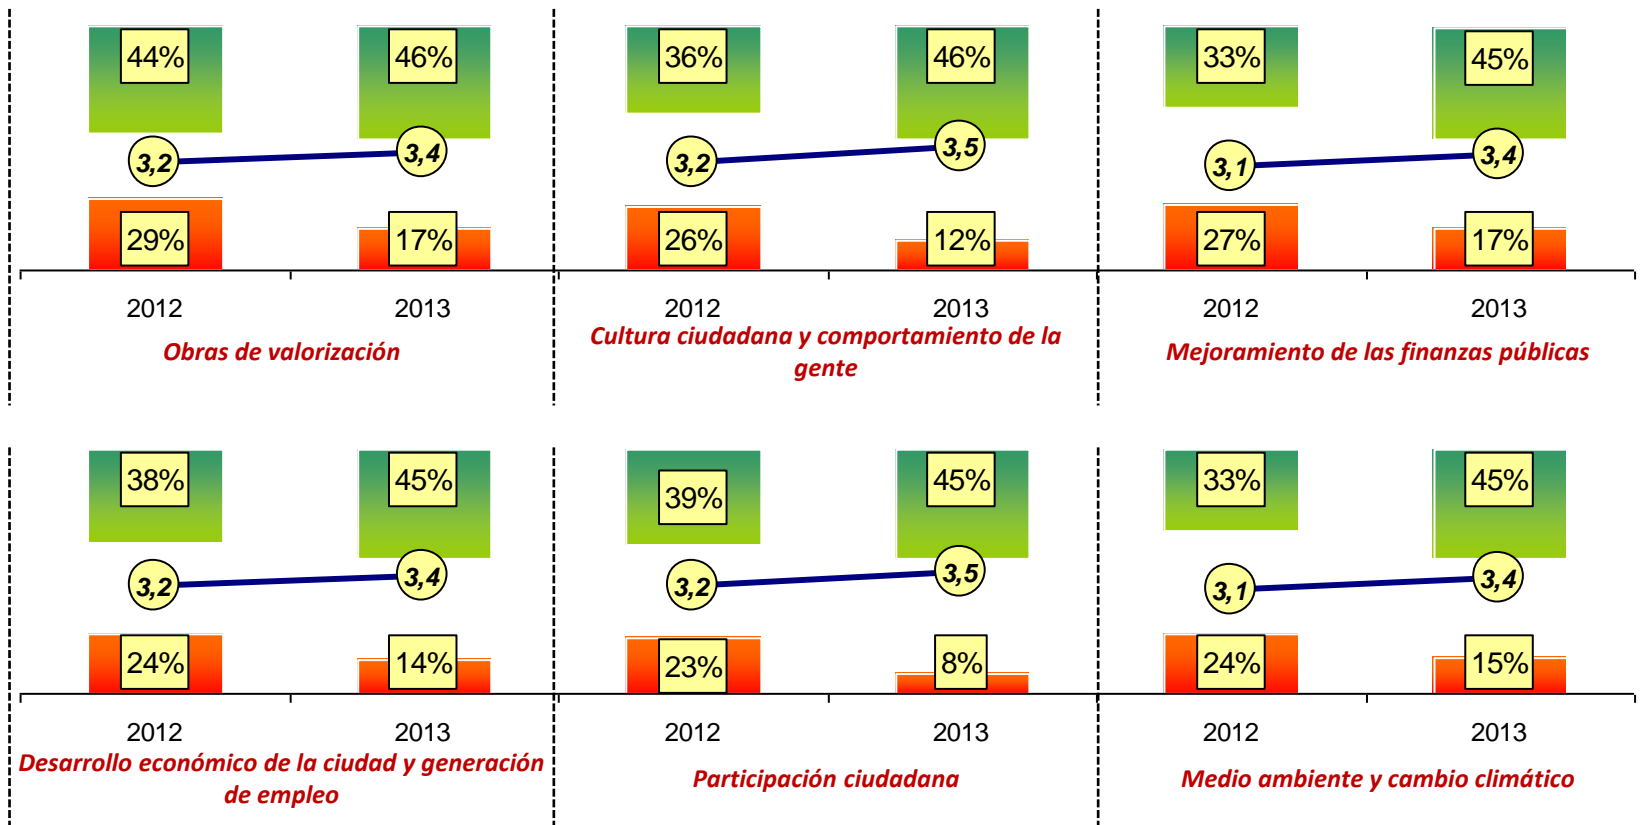 44% 46% 36% 46% 33% 45%
3,2 3,4 3,2 3,5 3,1 3,4
29% 17% 26% 12% 27% 17%
2012 2013 2012 2013 2012 2013
Obras de valorización
Cultura ciudadana y comportamiento de la
gente
Mejoramiento de las finanzas públicas
38% 45% 39% 45% 33% 45%
3,2 3,4 3,2 3,5 3,1 3,4
24% 14% 23% 8% 24% 15%
2012 2013 2012 2013 2012 2013
Desarrollo económico de la ciudad y generación
de empleo
Participación ciudadana
Medio ambiente y cambio climático